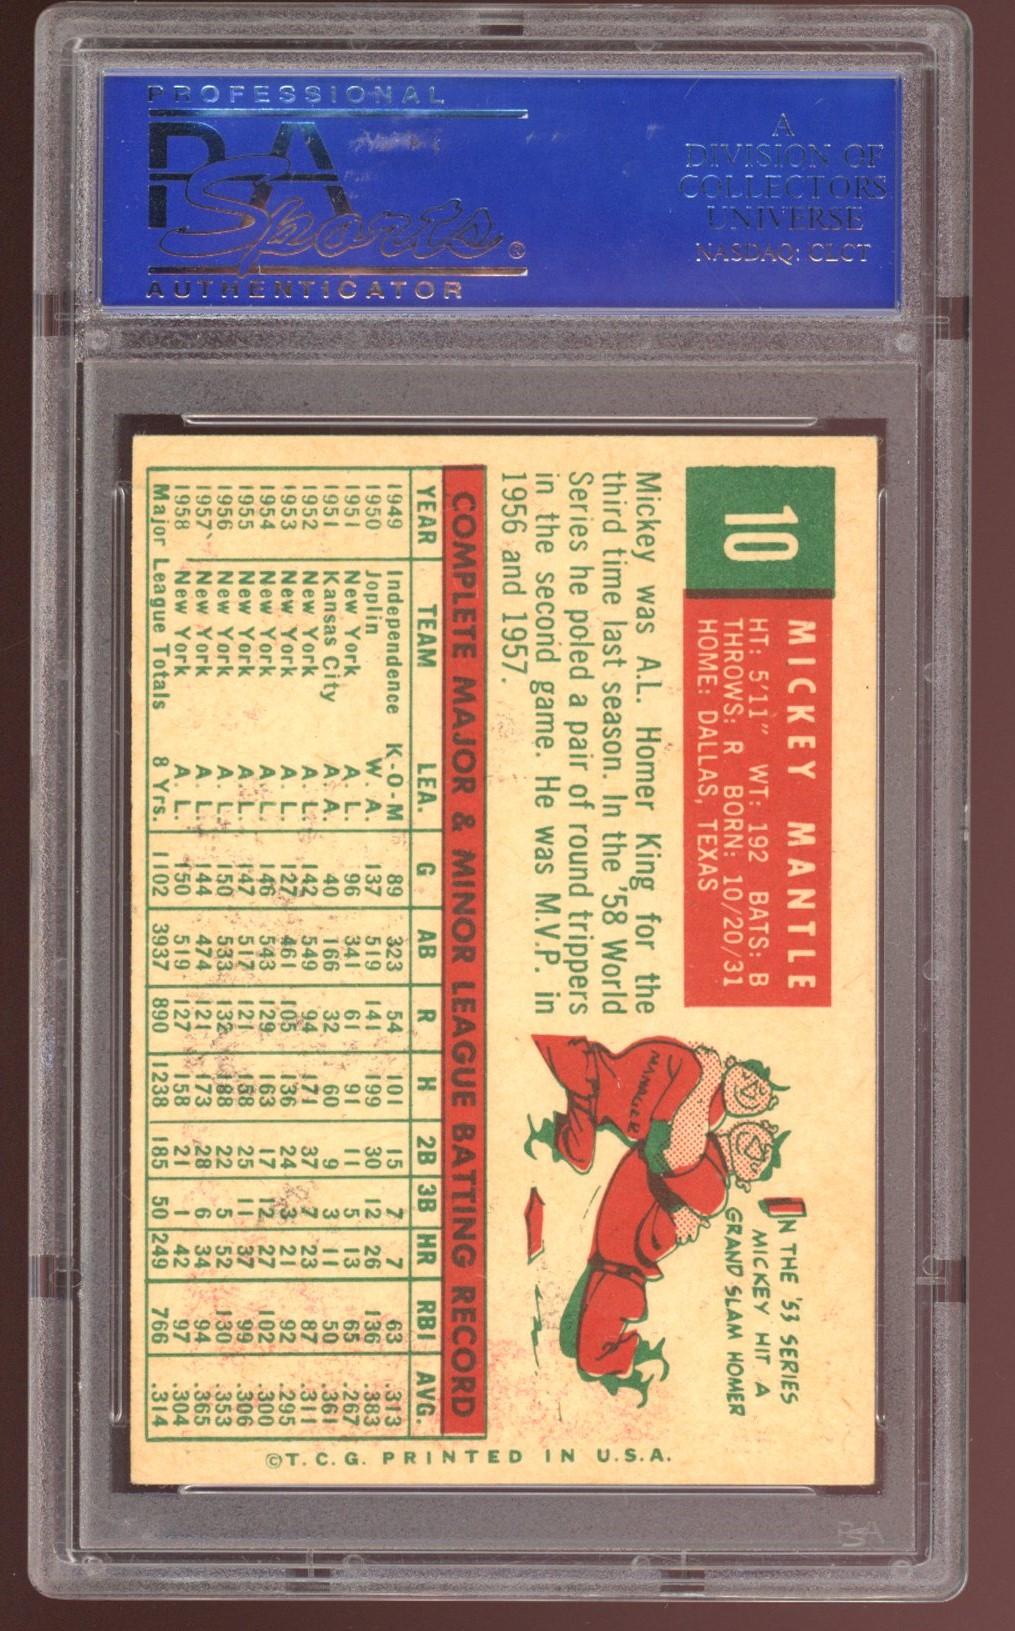 PROFESSIONAL
PSA
Sports®
AUTHENTICATOR
A
DIVISION OF
COLLECTORS
UNIVERSE
NASDAQ: CLCT
10
MICKEY MANTLE
HT: 5'11" WT: 192 BATS: B
THROWS: R BORN: 10/20/31
HOME: DALLAS, TEXAS
Mickey was A.L. Homer King for the
third time last season. In the '58 World
Series he poled a pair of round trippers
in the second game. He was M.V.P. in
1956 and 1957.
IN THE '53 SERIES
MICKEY HIT A
GRAND SLAM HOMER
COMPLETE MAJOR & MINOR LEAGUE BATTING RECORD
YEAR TEAM LEA. G AB R H 2B 3B HR RBI AVG.
1949 Independence K-O-M 89 323 54 101 15 7 7 63 .313
1950 Joplin W. A. 137 519 141 199 30 12 26 136 .383
1951 New York A. L. 96 341 61 91 11 5 13 65 .267
1951 Kansas City A. A. 40 166 32 60 9 3 11 50 .361
1952 New York A. L. 142 549 94 171 37 7 23 87 .311
1953 New York A. L. 127 461 105 136 24 3 21 92 .295
1954 New York A. L. 146 543 129 163 17 12 27 102 .300
1955 New York A. L. 147 517 121 158 25 11 37 99 .306
1956 New York A. L. 150 533 132 188 22 5 52 130 .353
1957 New York A. L. 144 474 121 173 28 6 34 94 .365
1958 New York A. L. 150 519 127 158 21 1 42 97 .304
Major League Totals 8 Yrs. 1102 3937 890 1238 185 50 249 766 .314
©T. C. G. PRINTED IN U.S.A.
PSA